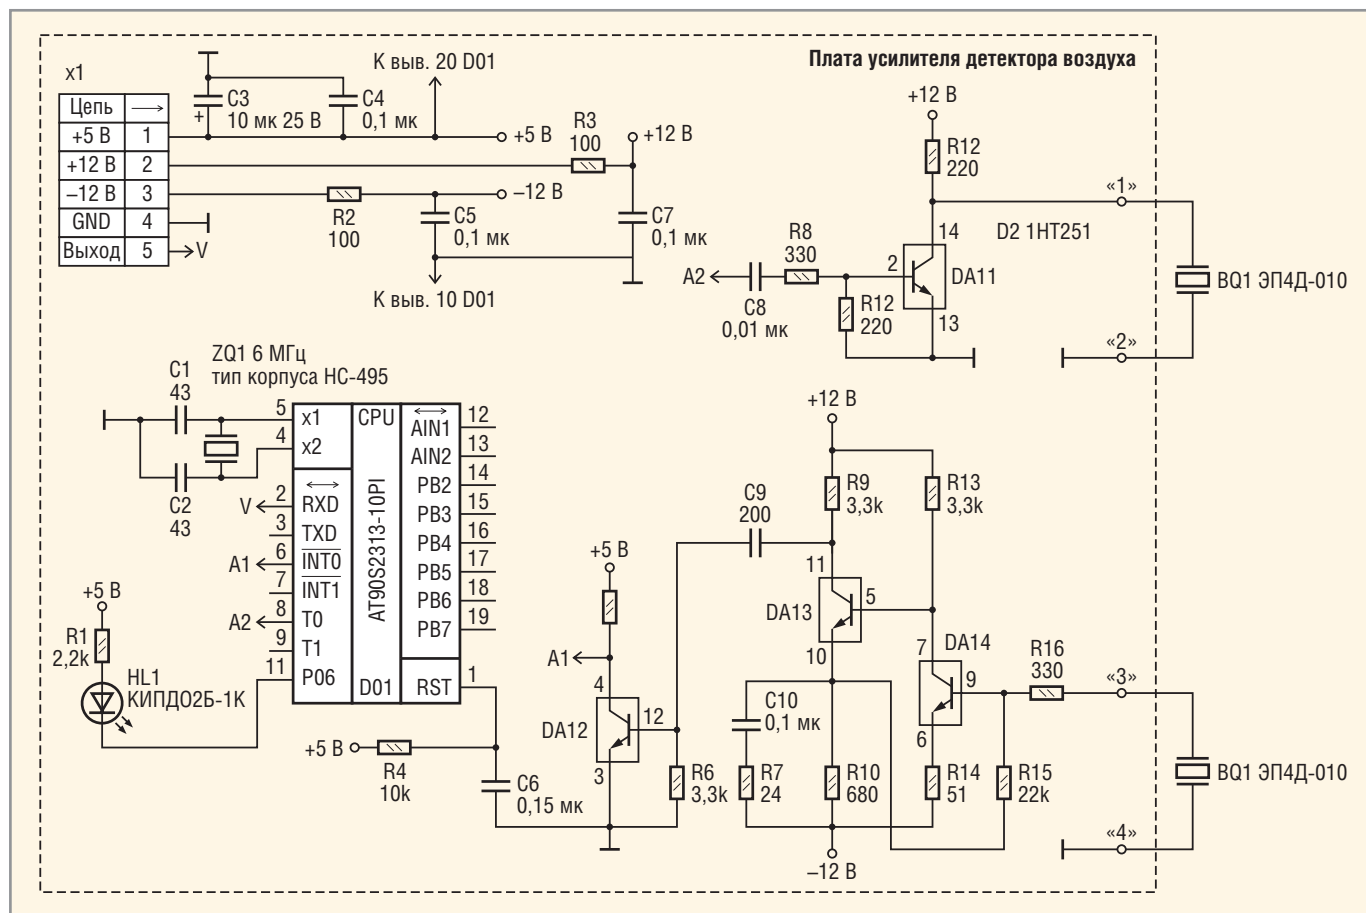 Плата усилителя детектора воздуха
x1
Цепь
+5 В 1
+12 В 2
–12 В 3
GND 4
Выход 5
V
C3
10 мк 25 В
+
C4
0,1 мк
К выв. 20 D01
+5 В
R3
100
+12 В
–12 В
R2
100
C5
0,1 мк
C7
0,1 мк
К выв. 10 D01
+12 В
R12
220
«1»
D2 1HT251
14
2
DA11
13
A2
C8
0,01 мк
R8
330
R12
220
«2»
BQ1 ЭП4Д-010
ZQ1 6 МГц
тип корпуса HC-495
C1
43
C2
43
5
4
x1
x2
CPU
AT90S2313-10PI
D01
V
2
RXD
3
TXD
A1
6
INT0
7
INT1
A2
8
T0
9
T1
11
P06
AIN1
12
AIN2
13
PB2
14
PB3
15
PB4
16
PB5
17
PB6
18
PB7
19
RST
1
+5 В
R1
2,2k
HL1
КИПДО2Б-1К
+5 В
R4
10k
C6
0,15 мк
+5 В
A1
4
DA12
12
3
R6
3,3k
C9
200
+12 В
R9
3,3k
R13
3,3k
11
DA13
5
10
7
DA14
9
6
R16
330
«3»
C10
0,1 мк
R7
24
R10
680
R14
51
R15
22k
–12 В
«4»
BQ1 ЭП4Д-010